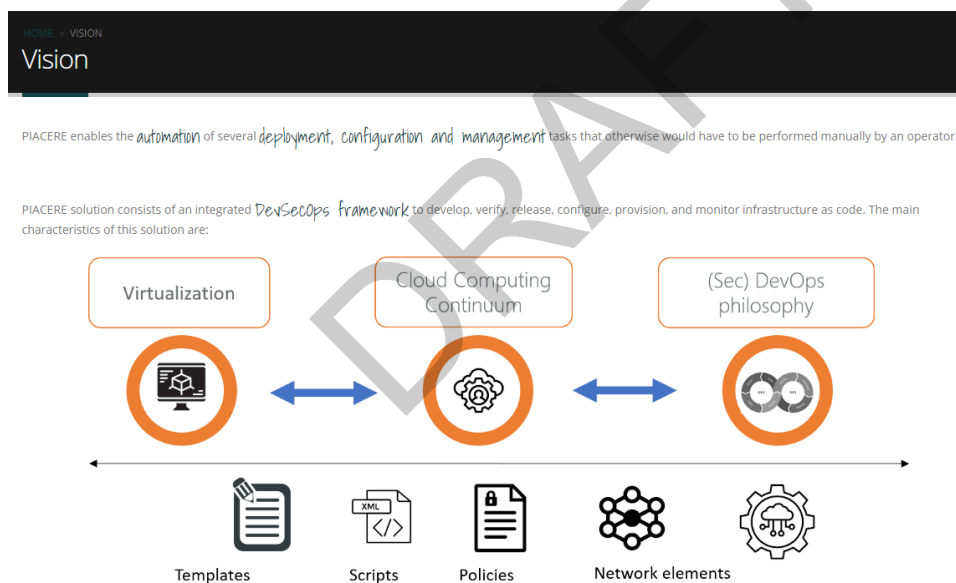 HOME > VISION
Vision
PIACERE enables the automation of several deployment, configuration and management tasks that otherwise would have to be performed manually by an operator
PIACERE solution consists of an integrated DevSecOps framework to develop, verify, release, configure, provision, and monitor infrastructure as code. The main
characteristics of this solution are:
Virtualization
Cloud Computing
Continuum
(Sec) DevOps
philosophy
DEV
OPS
XML
Templates
Scripts
Policies
Network elements
DRAFT